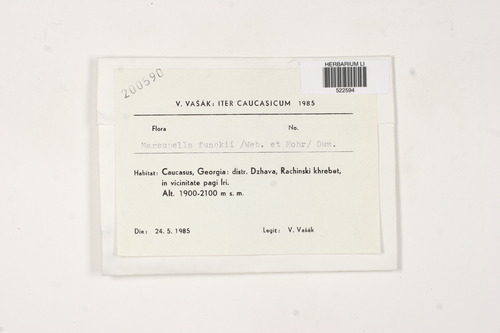 HERBARIUM LI
522594
200590
V. VAŠÁK: ITER CAUCASICUM 1985
Flora No.
Marsupella funckii /Web. et Mohr/ Dum.
Habitat: Caucasus, Georgia: distr. Dzhava, Rachinski khrebet,
in vicinitate pagi Iri.
Alt. 1900-2100 m s. m.
Die: 24. 5. 1985 Legit: V. Vašák